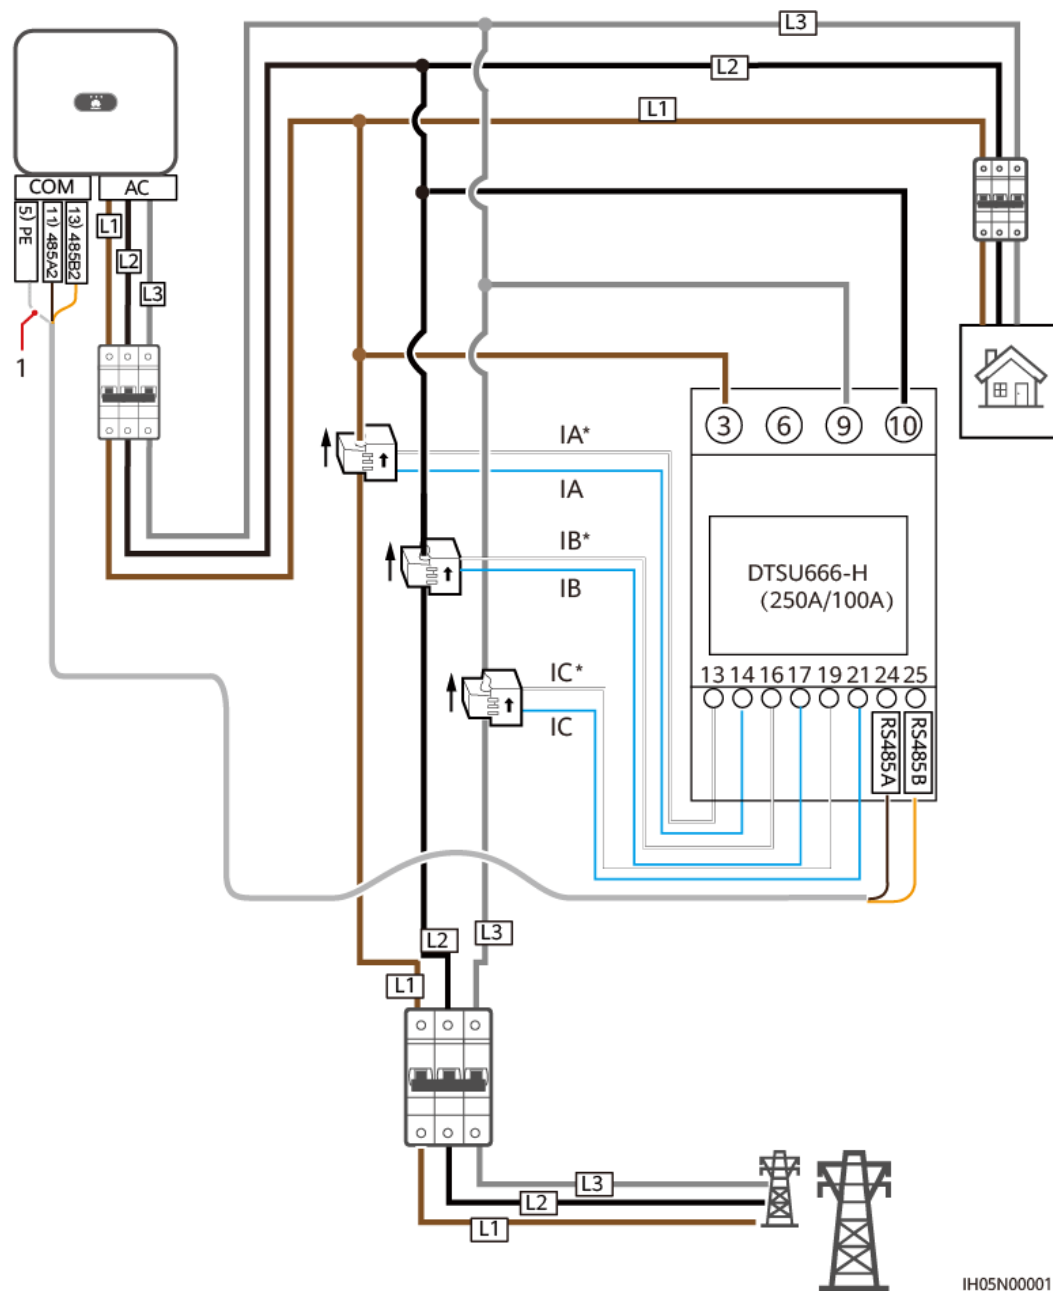 L3
L2
L1
COM
AC
5) PE
11) 485A2
13) 485B2
L1
L2
L3
1
3
6
9
10
IA*
IA
IB*
IB
DTSU666-H
(250A/100A)
IC*
IC
13 14 16 17 19 21 24 25
RS485A
RS485B
L2
L3
L1
L3
L2
L1
IH05N00001